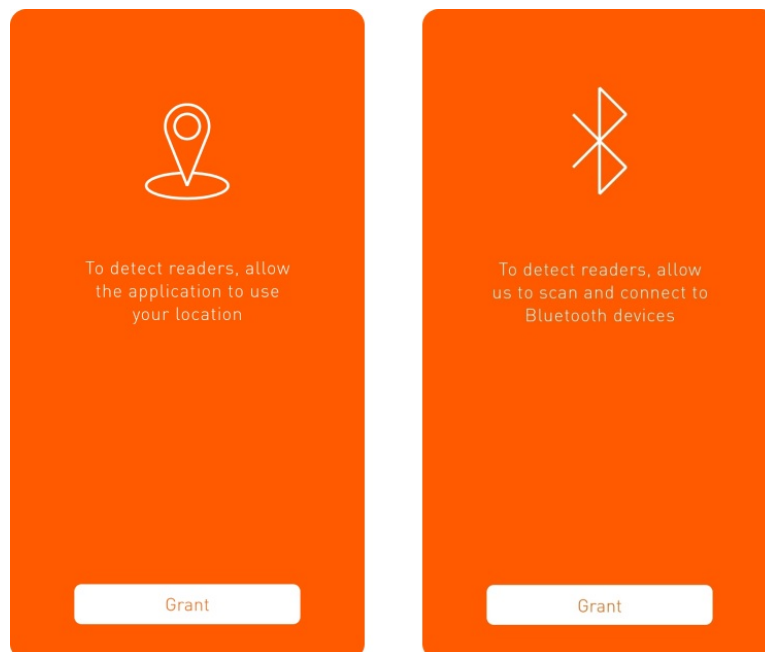 To detect readers, allow
the application to use
your location
Grant
To detect readers, allow
us to scan and connect to
Bluetooth devices
Grant